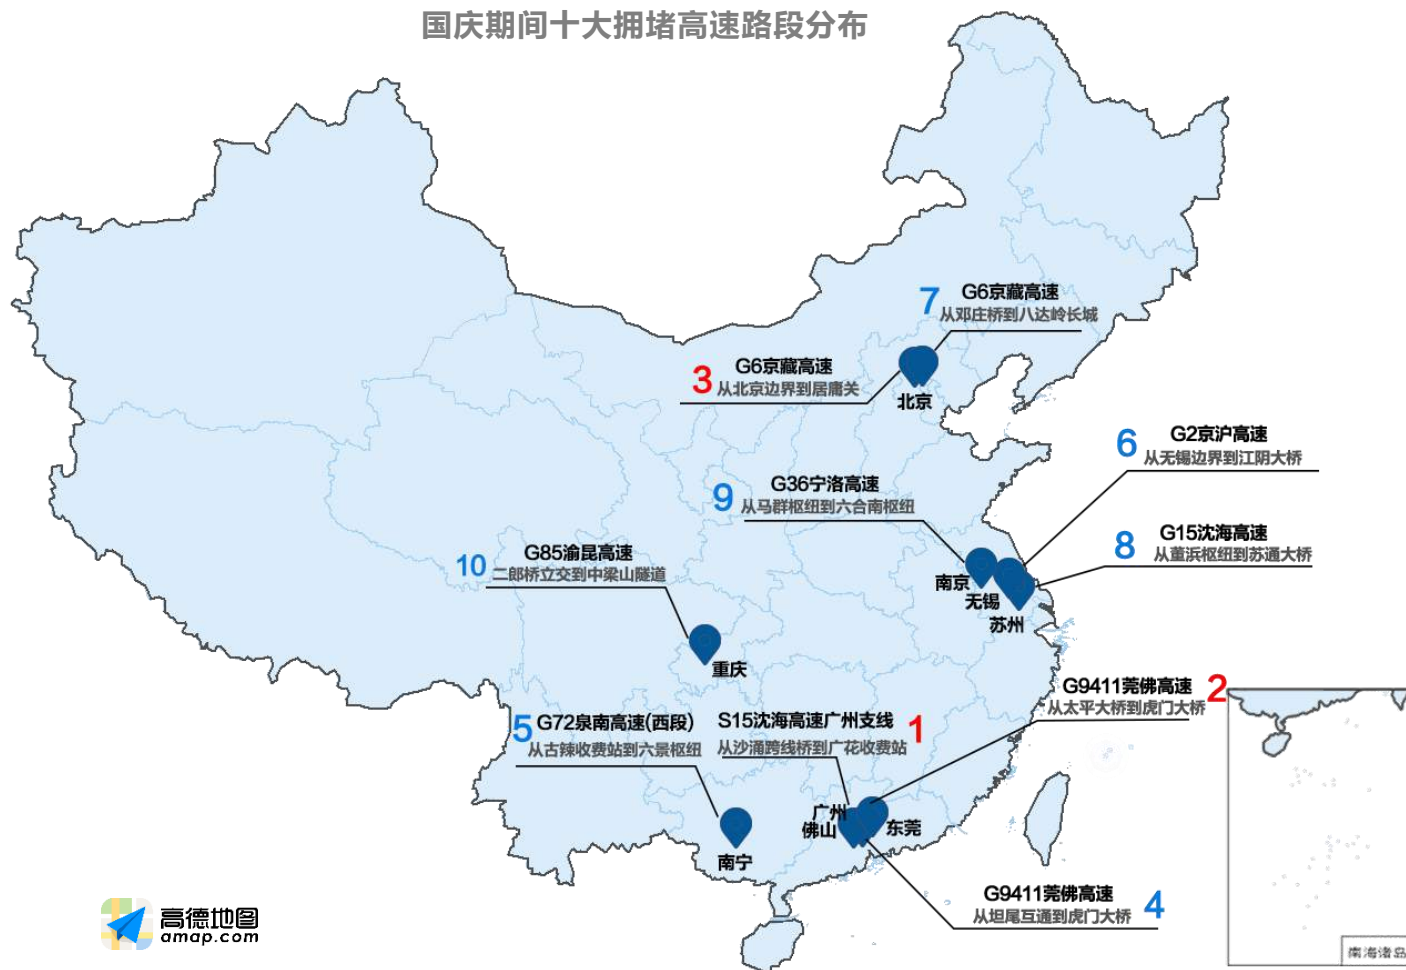 国庆期间十大拥堵高速路段分布
7
G6京藏高速
从邓庄桥到八达岭长城
3
G6京藏高速
从北京边界到居庸关
北京
6
G2京沪高速
从无锡边界到江阴大桥
9
G36宁洛高速
从马群枢纽到六合南枢纽
8
G15沈海高速
从董浜枢纽到苏通大桥
10
G85渝昆高速
二郎桥立交到中梁山隧道
南京
无锡
苏州
重庆
G9411莞佛高速
2
从太平大桥到虎门大桥
5
G72泉南高速(西段)
从古辣收费站到六景枢纽
S15沈海高速广州支线
1
从沙涌跨线桥到广花收费站
广州
佛山
东莞
南宁
G9411莞佛高速
从坦尾互通到虎门大桥
4
高德地图
amap.com
南海诸岛